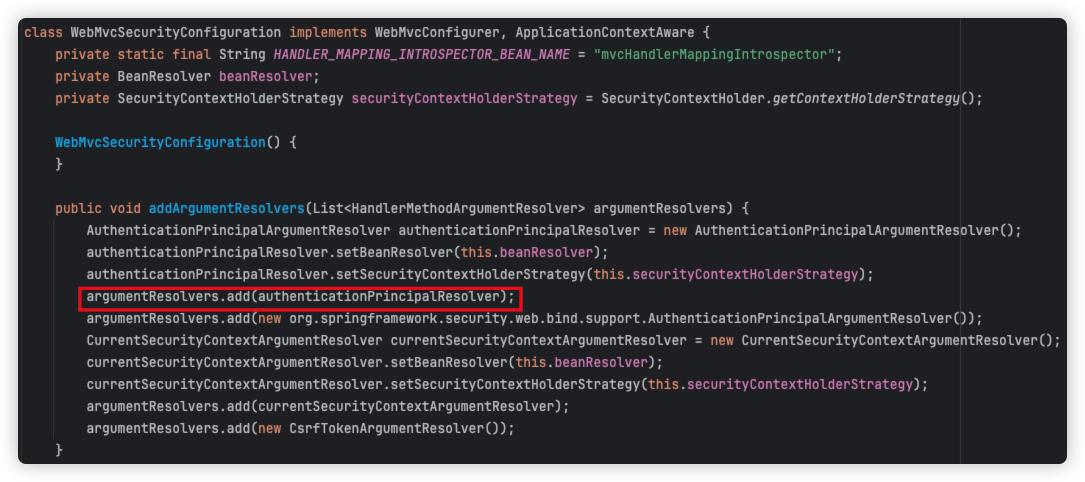 class WebMvcSecurityConfiguration implements WebMvcConfigurer, ApplicationContextAware {
    private static final String HANDLER_MAPPING_INTROSPECTOR_BEAN_NAME = "mvcHandlerMappingIntrospector";
    private BeanResolver beanResolver;
    private SecurityContextHolderStrategy securityContextHolderStrategy = SecurityContextHolder.getContextHolderStrategy();
    WebMvcSecurityConfiguration() {
    }
    public void addArgumentResolvers(List<HandlerMethodArgumentResolver> argumentResolvers) {
        AuthenticationPrincipalArgumentResolver authenticationPrincipalResolver = new AuthenticationPrincipalArgumentResolver();
        authenticationPrincipalResolver.setBeanResolver(this.beanResolver);
        authenticationPrincipalResolver.setSecurityContextHolderStrategy(this.securityContextHolderStrategy);
        argumentResolvers.add(authenticationPrincipalResolver);
        argumentResolvers.add(new org.springframework.security.web.bind.support.AuthenticationPrincipalArgumentResolver());
        CurrentSecurityContextArgumentResolver currentSecurityContextArgumentResolver = new CurrentSecurityContextArgumentResolver();
        currentSecurityContextArgumentResolver.setBeanResolver(this.beanResolver);
        currentSecurityContextArgumentResolver.setSecurityContextHolderStrategy(this.securityContextHolderStrategy);
        argumentResolvers.add(currentSecurityContextArgumentResolver);
        argumentResolvers.add(new CsrfTokenArgumentResolver());
    }